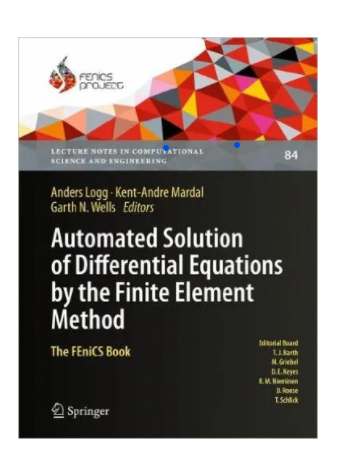 FENICS
PROJECT
LECTURE NOTES IN COMPUTATIONAL
SCIENCE AND ENGINEERING
84
Anders Logg · Kent-Andre Mardal
Garth N. Wells Editors
Automated Solution
of Differential Equations
by the Finite Element
Method
The FEniCS Book
Editorial Board
T. J. Barth
M. Griebel
D. E. Keyes
R. M. Nieminen
D. Roose
T. Schlick
Springer